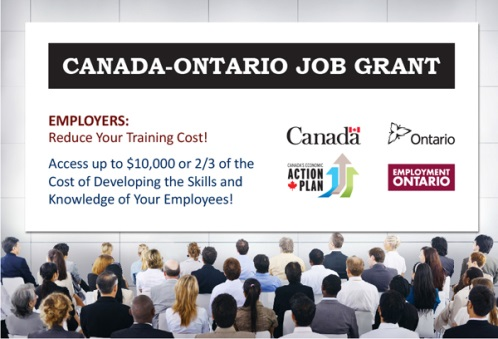 CANADA-ONTARIO JOB GRANT
EMPLOYERS:
Reduce Your Training Cost!
Access up to $10,000 or 2/3 of the
Cost of Developing the Skills and
Knowledge of Your Employees!
Canada
Ontario
CANADA'S ECONOMIC
ACTION
PLAN
EMPLOYMENT
ONTARIO